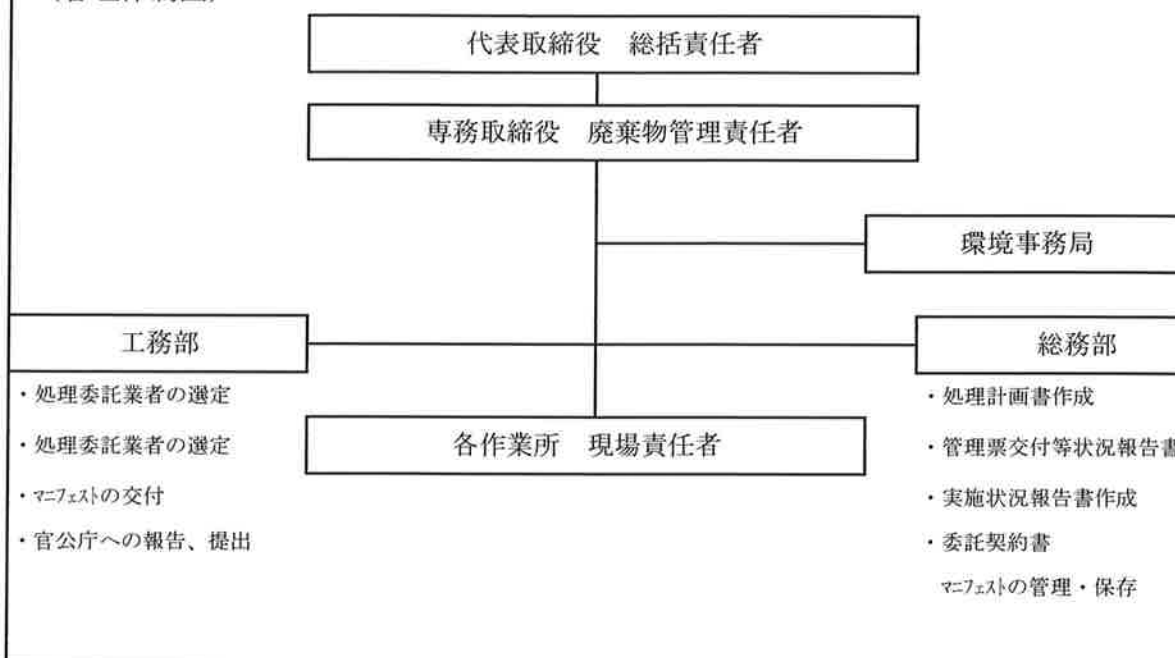 代表取締役　総括責任者
専務取締役　廃棄物管理責任者
環境事務局
工務部
総務部
・処理委託業者の選定
・処理委託業者の選定
・ﾏﾆﾌｪｽﾄの交付
・官公庁への報告、提出
各作業所　現場責任者
・処理計画書作成
・管理票交付等状況報告書
・実施状況報告書作成
・委託契約書
ﾏﾆﾌｪｽﾄの管理・保存